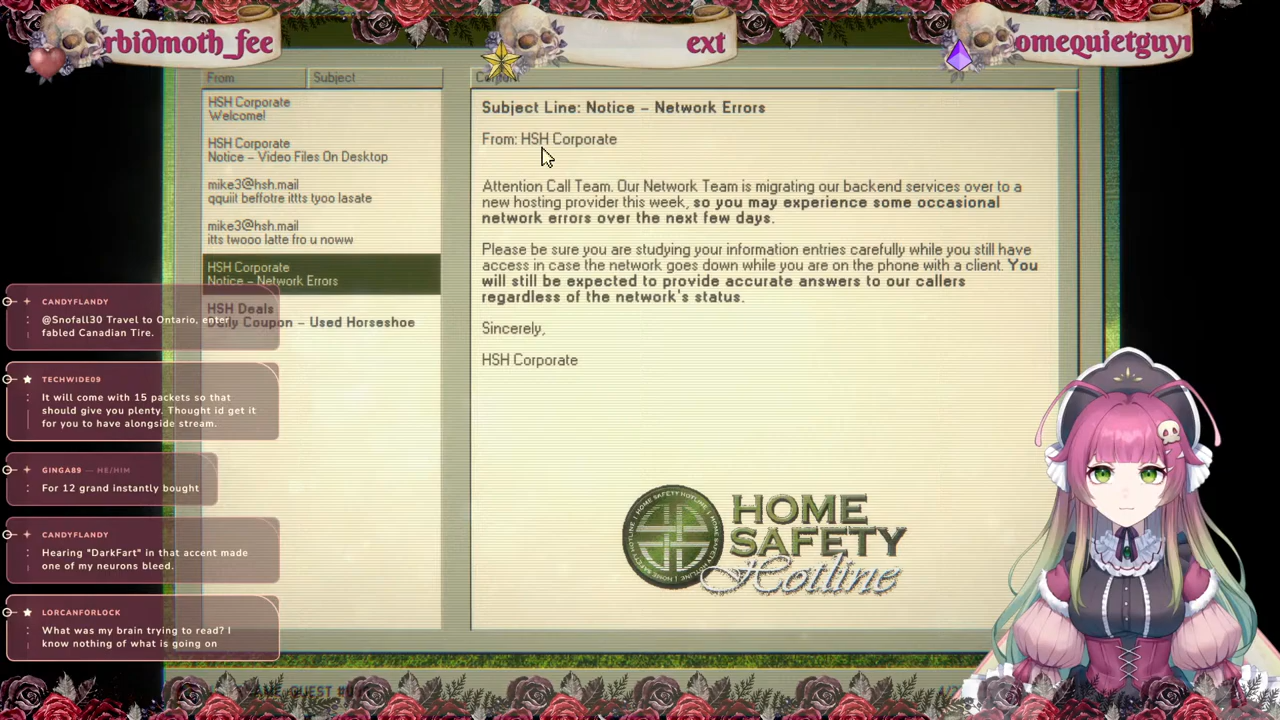 rbidmoth_fee
ext
omequietguy1
From
Subject
Content
HSH Corporate
Welcome!
HSH Corporate
Notice – Video Files On Desktop
mike3@hsh.mail
qquiit beffotre ittts tyoo lasate
mike3@hsh.mail
itts twooo latte fro u noww
HSH Corporate
Notice – Network Errors
HSH Deals
Coupon – Used Horseshoe
Subject Line: Notice – Network Errors
From: HSH Corporate
Attention Call Team. Our Network Team is migrating our backend services over to a
new hosting provider this week, so you may experience some occasional
network errors over the next few days.
Please be sure you are studying your information entries carefully while you still have
access in case the network goes down while you are on the phone with a client. You
will still be expected to provide accurate answers to our callers
regardless of the network's status.
Sincerely,
HSH Corporate
HOME
SAFETY
Hotline
CANDYFLANDY
@Snofall30 Travel to Ontario, enter
fabled Canadian Tire.
TECHWIDE09
It will come with 15 packets so that
should give you plenty. Thought id get it
for you to have alongside stream.
GINGA89 — HE/HIM
For 12 grand instantly bought
CANDYFLANDY
Hearing "DarkFart" in that accent made
one of my neurons bleed.
LORCANFORLOCK
What was my brain trying to read? I
know nothing of what is going on